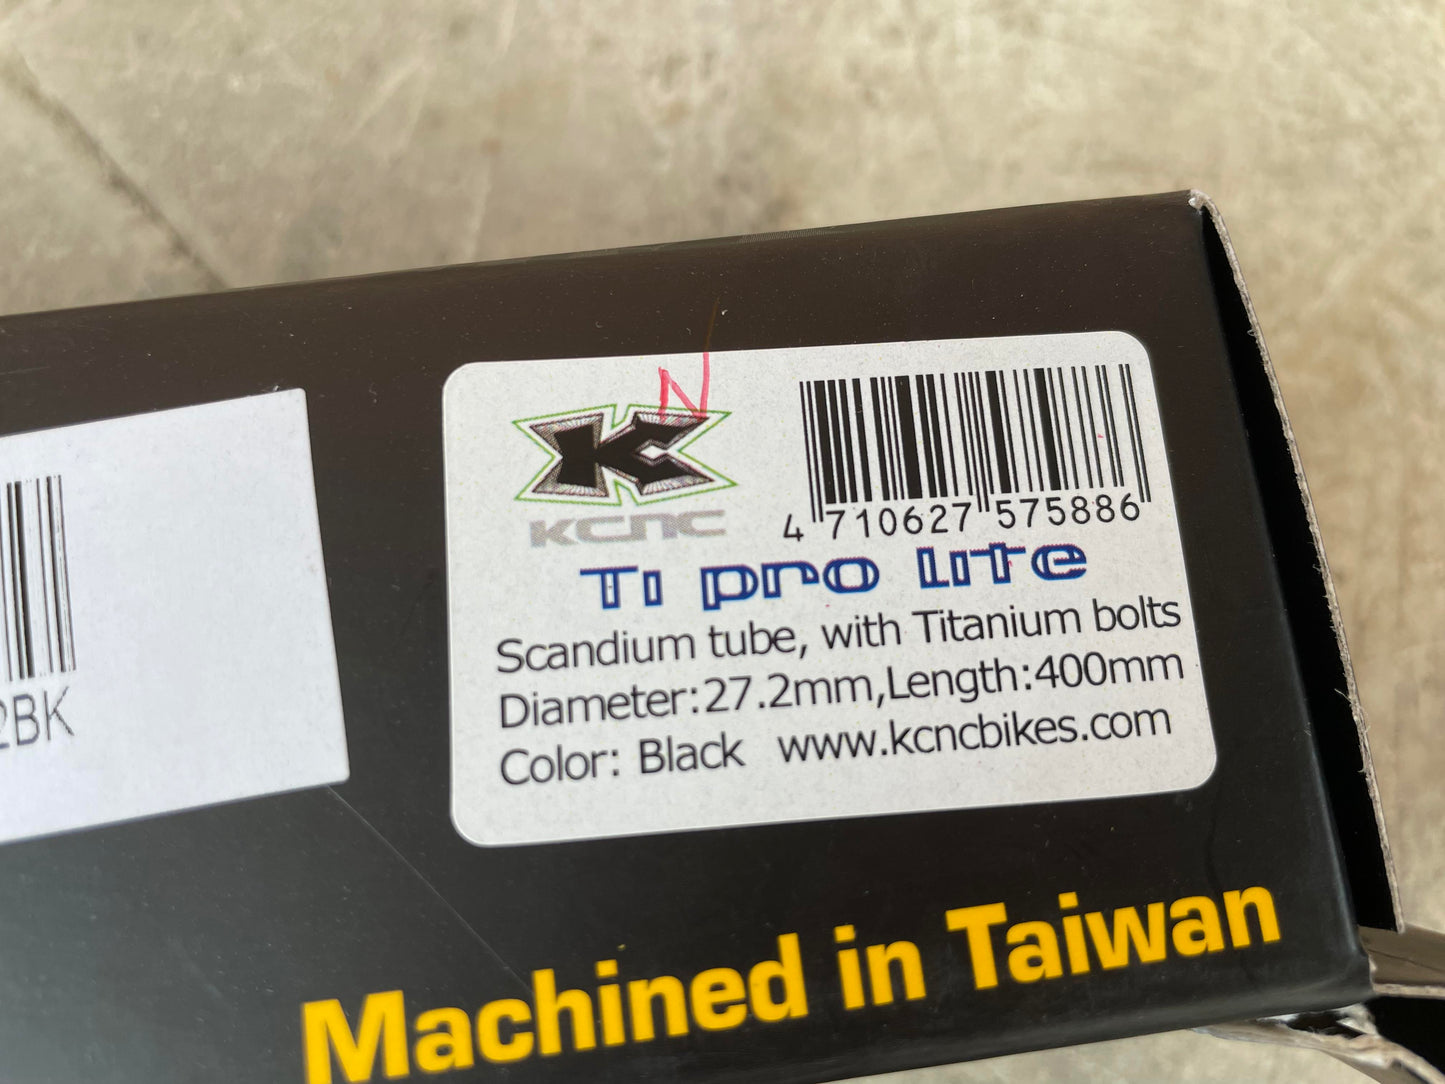 N
KC
KCNC
4 710627 575886
Ti pro Lite
Scandium tube, with Titanium bolts
Diameter:27.2mm,Length:400mm
Color: Black www.kcncbikes.com
2BK
Machined in Taiwan